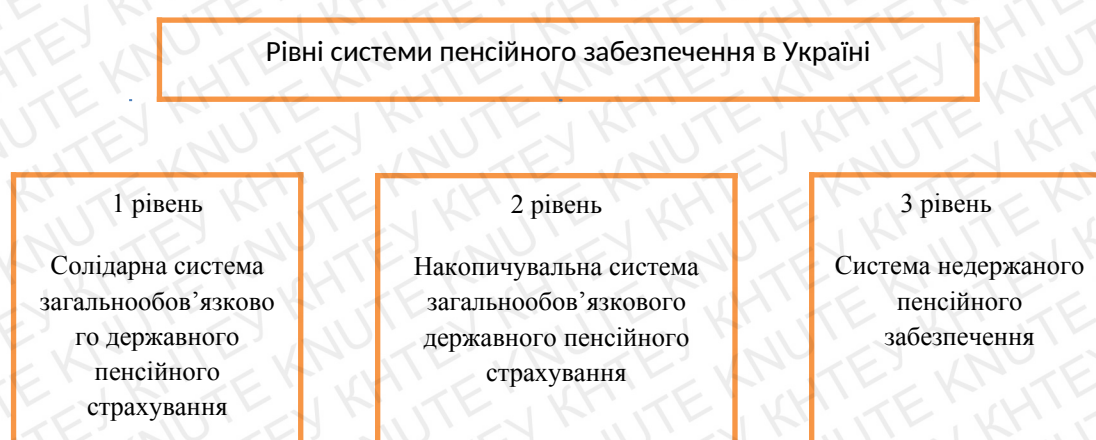 Рівні системи пенсійного забезпечення в Україні
1 рівень
Солідарна система
загальнообов’язково
го державного
пенсійного
страхування
2 рівень
Накопичувальна система
загальнообов’язкового
державного пенсійного
страхування
3 рівень
Система недержаного
пенсійного
забезпечення